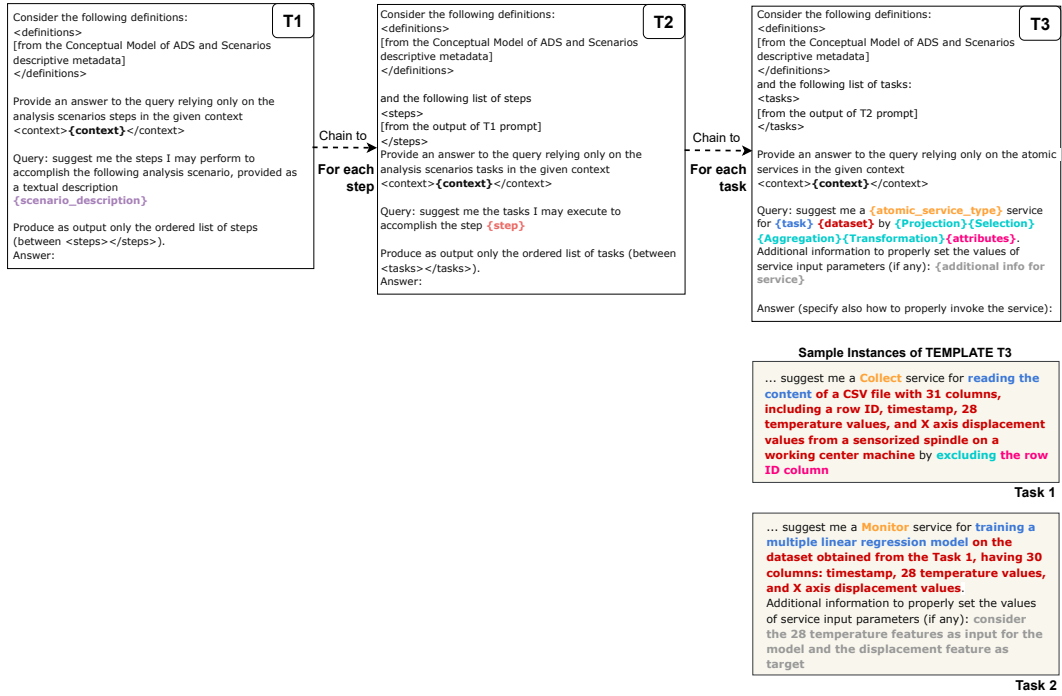 T1
Consider the following definitions:
<definitions>
[from the Conceptual Model of ADS and Scenarios
descriptive metadata]
</definitions>
Provide an answer to the query relying only on the
analysis scenarios steps in the given context
<context>{context}</context>
Query: suggest me the steps I may perform to
accomplish the following analysis scenario, provided as
a textual description
{scenario_description}
Produce as output only the ordered list of steps
(between <steps></steps>).
Answer:
Chain to
For each
step
T2
Consider the following definitions:
<definitions>
[from the Conceptual Model of ADS and Scenarios
descriptive metadata]
</definitions>
and the following list of steps
<steps>
[from the output of T1 prompt]
</steps>
Provide an answer to the query relying only on the
analysis scenarios tasks in the given context
<context>{context}</context>
Query: suggest me the tasks I may execute to
accomplish the step {step}
Produce as output only the ordered list of tasks (between
<tasks></tasks>).
Answer:
Chain to
For each
task
T3
Consider the following definitions:
<definitions>
[from the Conceptual Model of ADS and Scenarios
descriptive metadata]
</definitions>
and the following list of tasks:
<tasks>
[from the output of T2 prompt]
</tasks>
Provide an answer to the query relying only on the atomic
services in the given context
<context>{context}</context>
Query: suggest me a {atomic_service_type} service
for {task} {dataset} by {Projection}{Selection}
{Aggregation}{Transformation}{attributes}.
Additional information to properly set the values of
service input parameters (if any): {additional info for
service}
Answer (specify also how to properly invoke the service):
Sample Instances of TEMPLATE T3
... suggest me a Collect service for reading the
content of a CSV file with 31 columns,
including a row ID, timestamp, 28
temperature values, and X axis displacement
values from a sensorized spindle on a
working center machine by excluding the row
ID column
Task 1
... suggest me a Monitor service for training a
multiple linear regression model on the
dataset obtained from the Task 1, having 30
columns: timestamp, 28 temperature values,
and X axis displacement values.
Additional information to properly set the values
of service input parameters (if any): consider
the 28 temperature features as input for the
model and the displacement feature as
target
Task 2